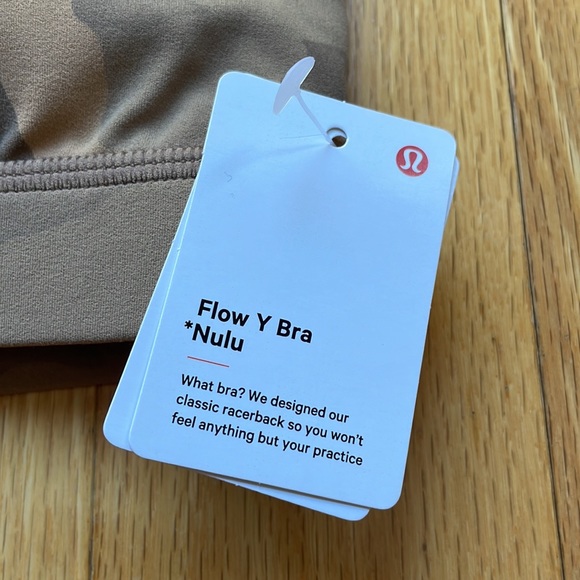 Flow Y Bra
*Nulu
What bra? We designed our
classic racerback so you won't
feel anything but your practice